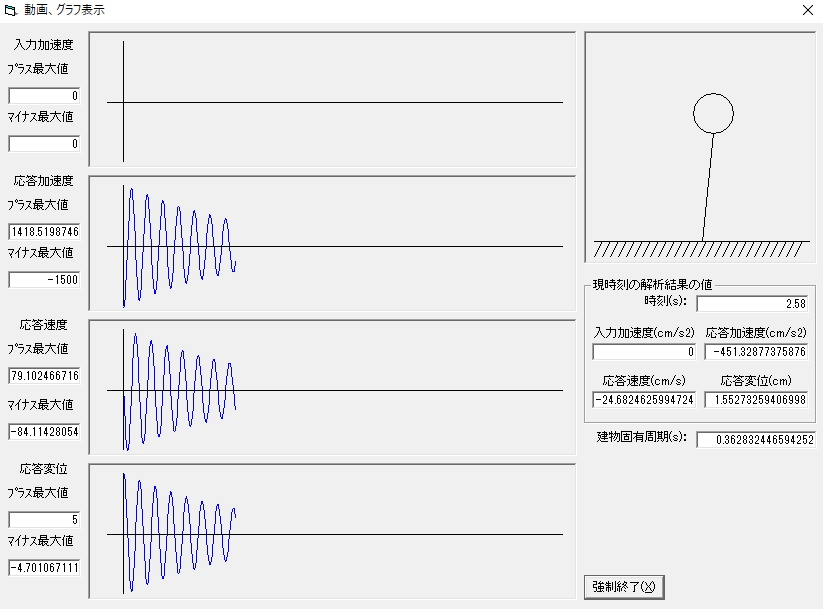 動画、グラフ表示
入力加速度
プラス最大値
0
マイナス最大値
0
応答加速度
プラス最大値
1418.5198746
マイナス最大値
-1500
応答速度
プラス最大値
79.102466716
マイナス最大値
-84.11428054
応答変位
プラス最大値
5
マイナス最大値
-4.701067111
現時刻の解析結果の値
時刻(s): 2.58
入力加速度(cm/s2) 応答加速度(cm/s2)
0 -451.32877375876
応答速度(cm/s) 応答変位(cm)
-24.6824625994724 1.55273259406998
建物固有周期(s): 0.362832446594252
強制終了(X)